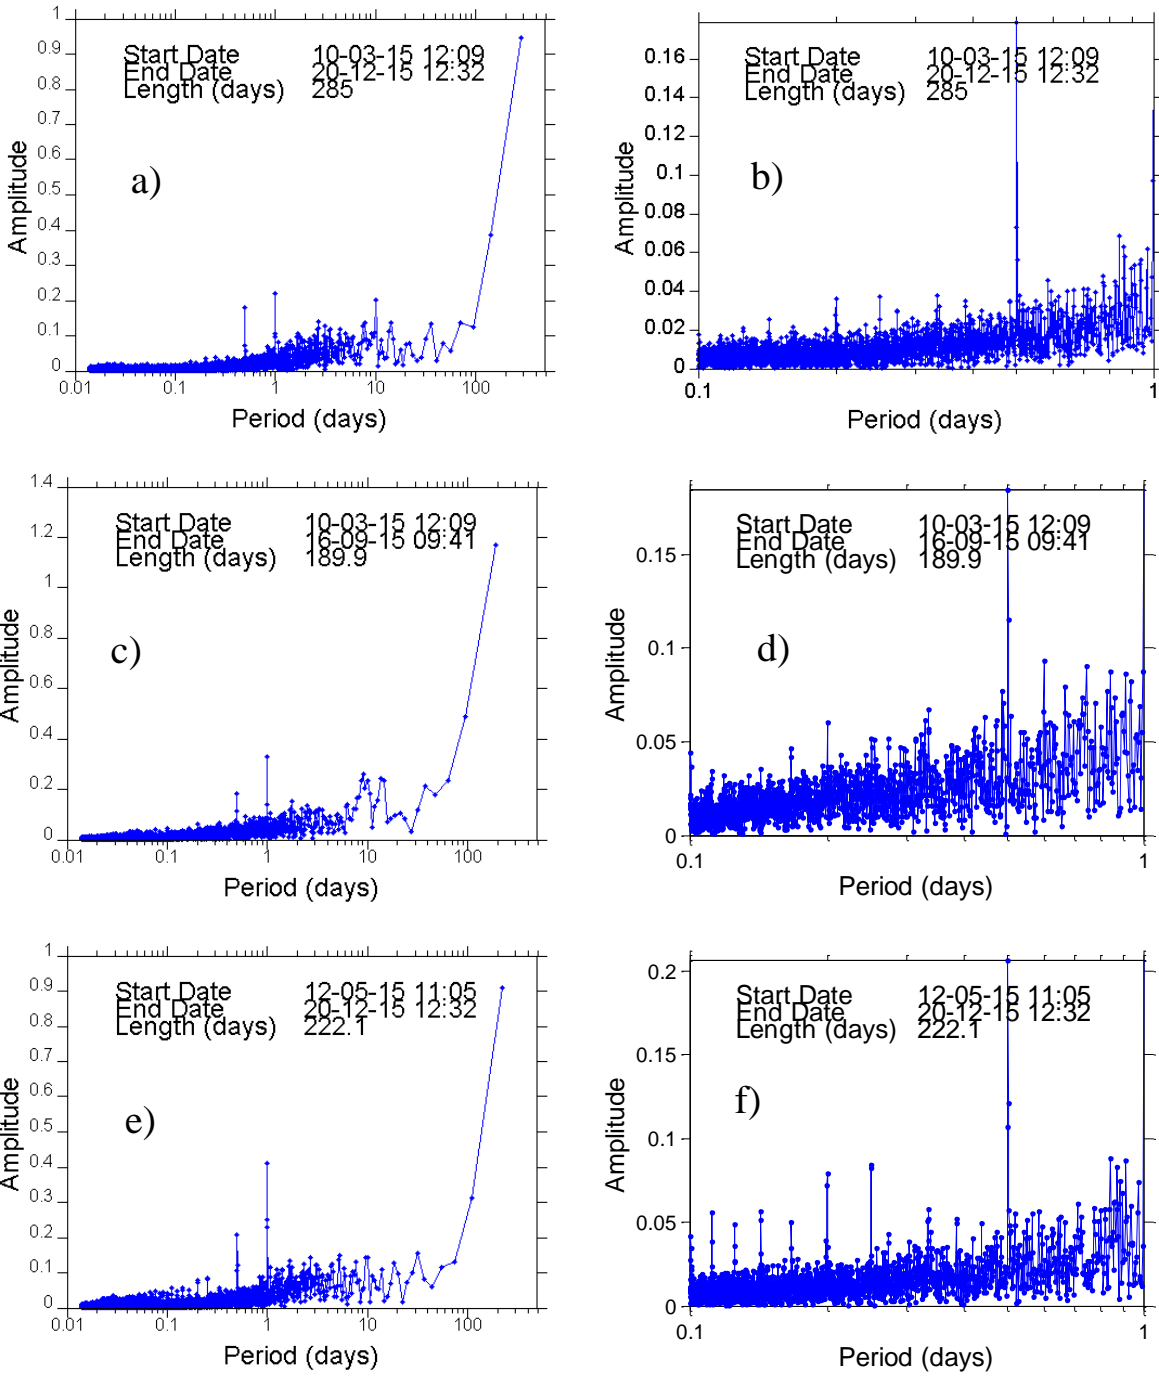 1
0.9
0.8
0.7
0.6
0.5
0.4
0.3
0.2
0.1
0
Amplitude
Start Date 10-03-15 12:09
End Date 20-12-15 12:32
Length (days) 285
a)
0.01 0.1 1 10 100
Period (days)
0.16
0.14
0.12
0.1
0.08
0.06
0.04
0.02
0
Amplitude
Start Date 10-03-15 12:09
End Date 20-12-15 12:32
Length (days) 285
b)
0.1 1
Period (days)
1.4
1.2
1
0.8
0.6
0.4
0.2
0
Amplitude
Start Date 10-03-15 12:09
End Date 16-09-15 09:41
Length (days) 189.9
c)
0.01 0.1 1 10 100
Period (days)
0.15
0.1
0.05
0
Amplitude
Start Date 10-03-15 12:09
End Date 16-09-15 09:41
Length (days) 189.9
d)
0.1 1
Period (days)
1
0.9
0.8
0.7
0.6
0.5
0.4
0.3
0.2
0.1
0
Amplitude
Start Date 12-05-15 11:05
End Date 20-12-15 12:32
Length (days) 222.1
e)
0.01 0.1 1 10 100
Period (days)
0.2
0.15
0.1
0.05
0
Amplitude
Start Date 12-05-15 11:05
End Date 20-12-15 12:32
Length (days) 222.1
f)
0.1 1
Period (days)